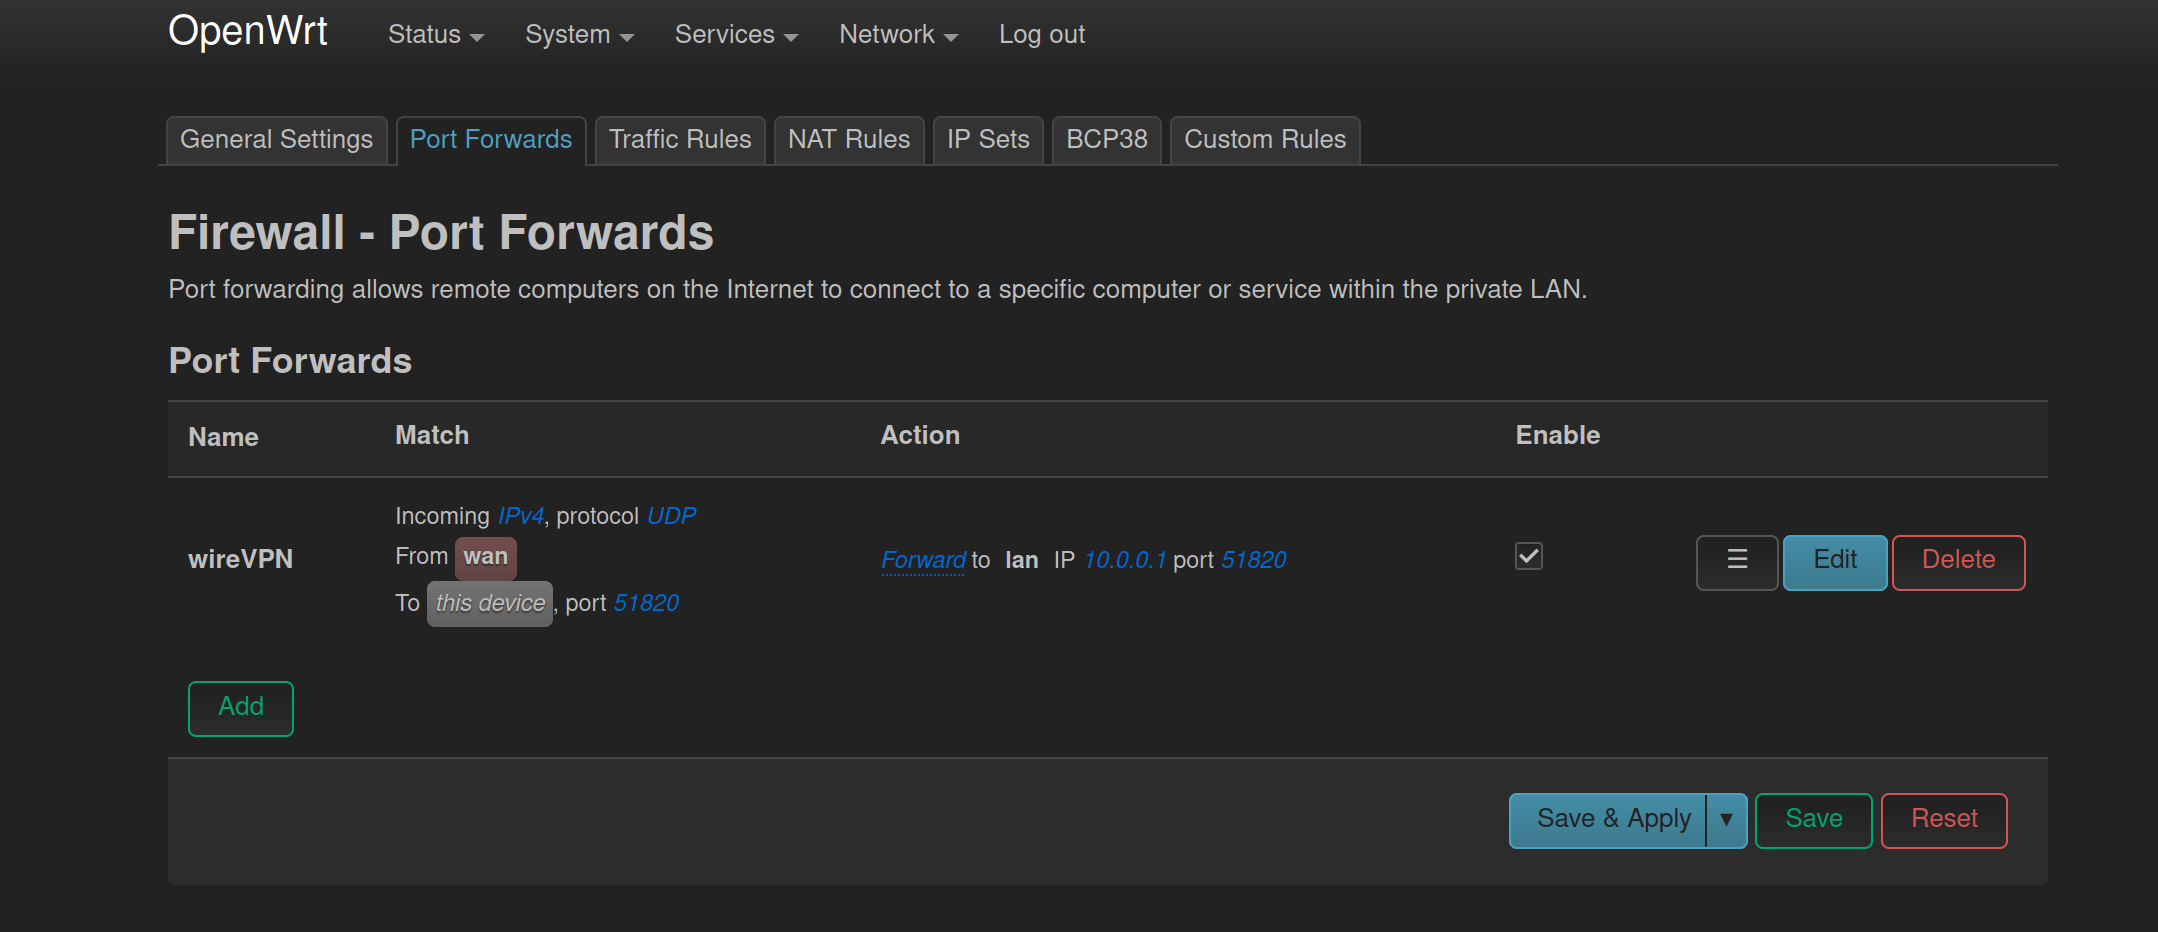 OpenWrt Status System Services Network Log out
General Settings Port Forwards Traffic Rules NAT Rules IP Sets BCP38 Custom Rules
Firewall - Port Forwards
Port forwarding allows remote computers on the Internet to connect to a specific computer or service within the private LAN.
Port Forwards
Name Match Action Enable
Incoming IPv4, protocol UDP
From wan
To this device, port 51820
wireVPN
Forward to lan IP 10.0.0.1 port 51820
☰ Edit Delete
Add
Save & Apply ▾ Save Reset